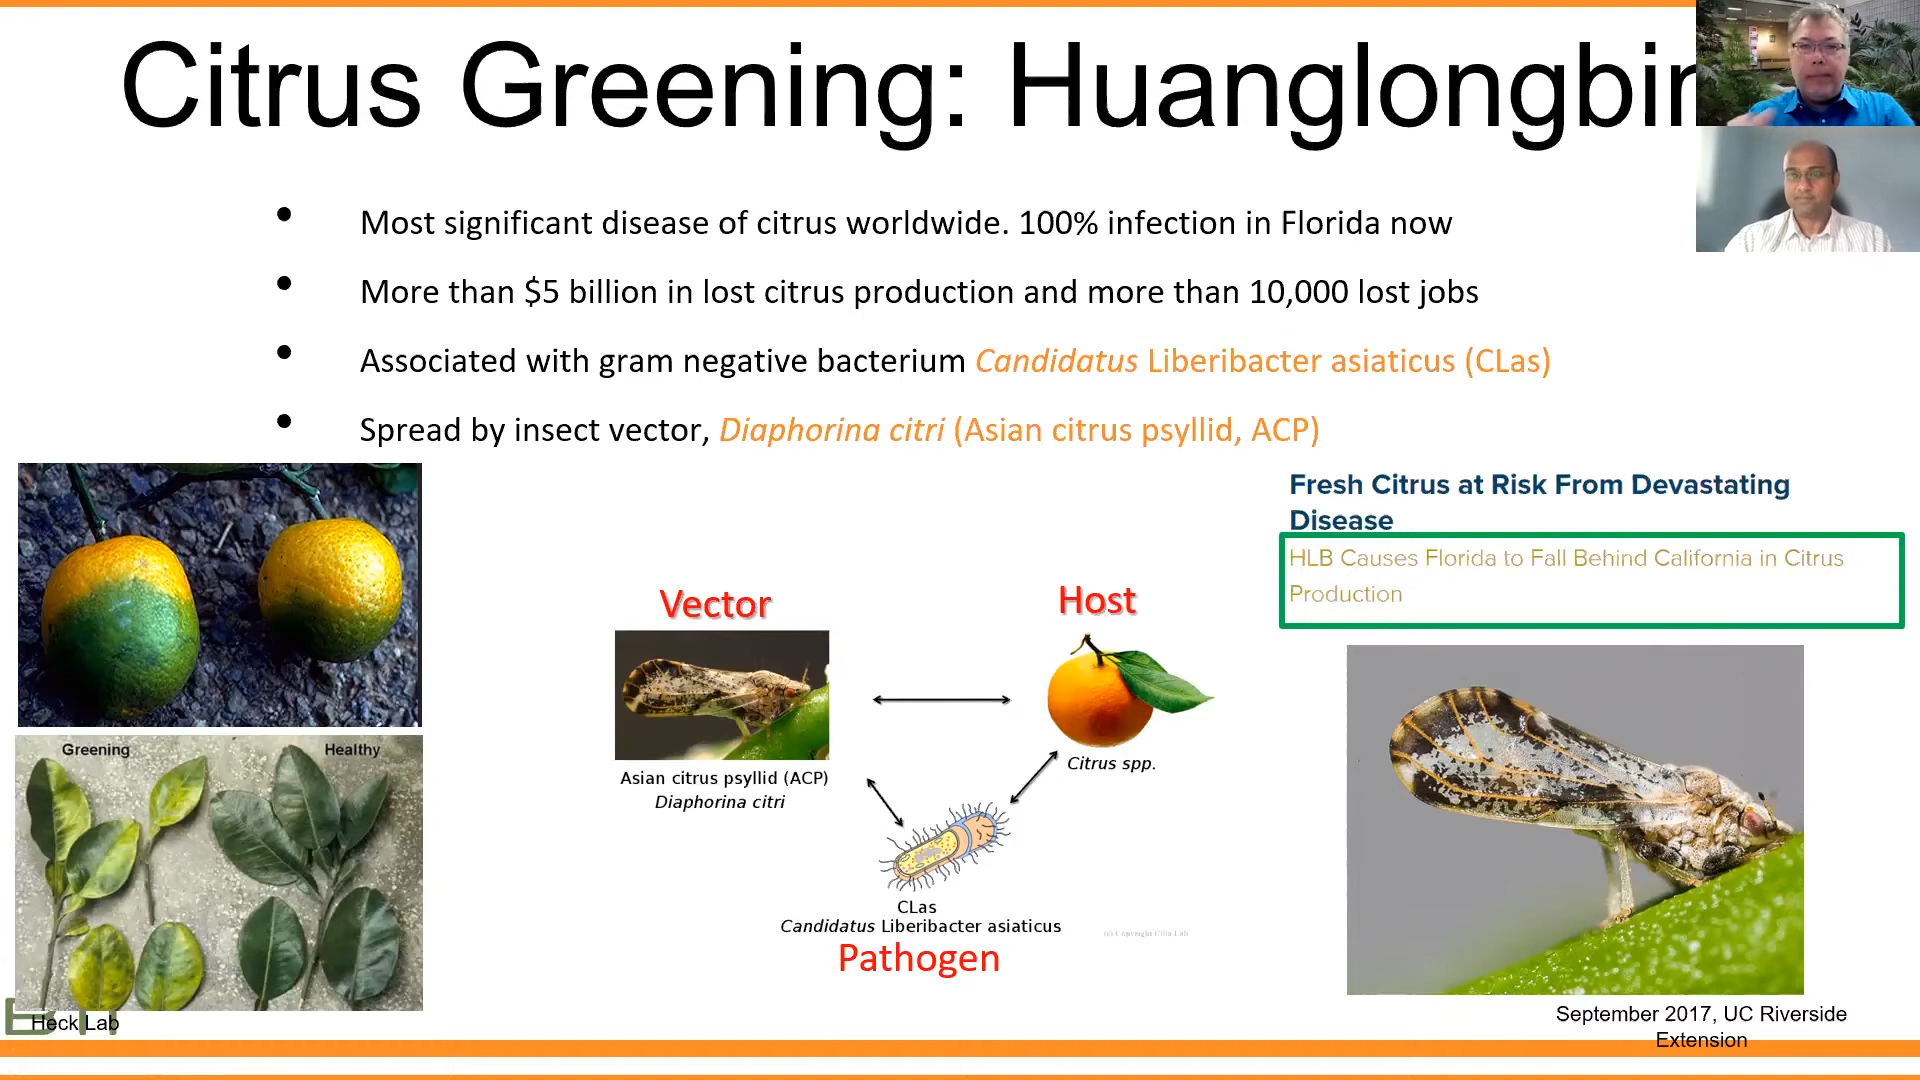 Citrus Greening: Huanglongbin
Most significant disease of citrus worldwide. 100% infection in Florida now
More than $5 billion in lost citrus production and more than 10,000 lost jobs
Associated with gram negative bacterium Candidatus Liberibacter asiaticus (CLas)
Spread by insect vector, Diaphorina citri (Asian citrus psyllid, ACP)
Greening
Healthy
Heck Lab
Vector
Host
Asian citrus psyllid (ACP)
Diaphorina citri
Citrus spp.
CLas
Candidatus Liberibacter asiaticus
(c) Copyright Cilia Lab
Pathogen
Fresh Citrus at Risk From Devastating
Disease
HLB Causes Florida to Fall Behind California in Citrus
Production
September 2017, UC Riverside
Extension